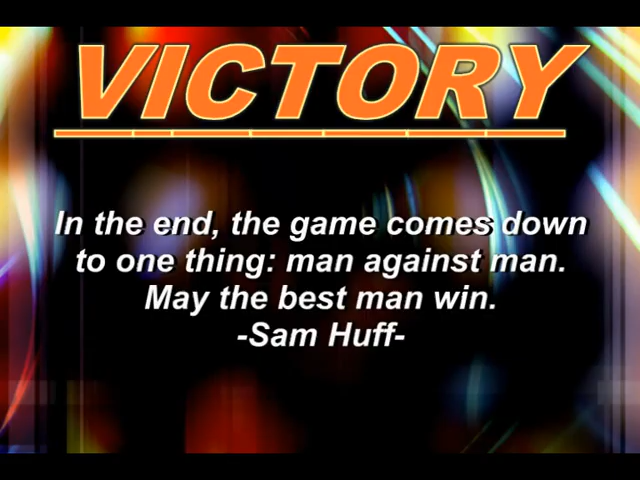 VICTORY
In the end, the game comes down
to one thing: man against man.
May the best man win.
-Sam Huff-